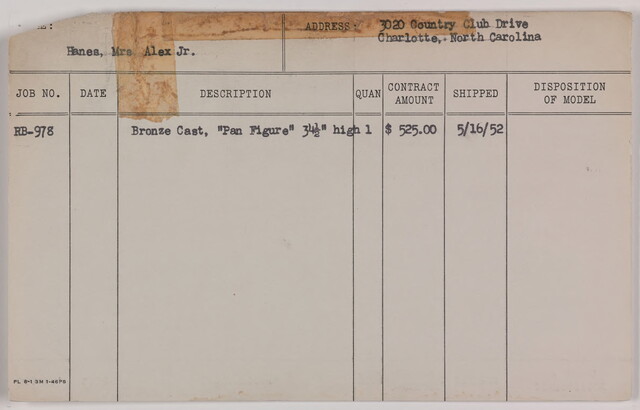 ADDRESS: 3020 Country Club Drive
Charlotte, North Carolina
Hanes, Mrs Alex Jr.
JOB NO. DATE DESCRIPTION QUAN CONTRACT AMOUNT SHIPPED DISPOSITION OF MODEL
RB-978 Bronze Cast, "Pan Figure" 34½" high 1 $ 525.00 5/16/52